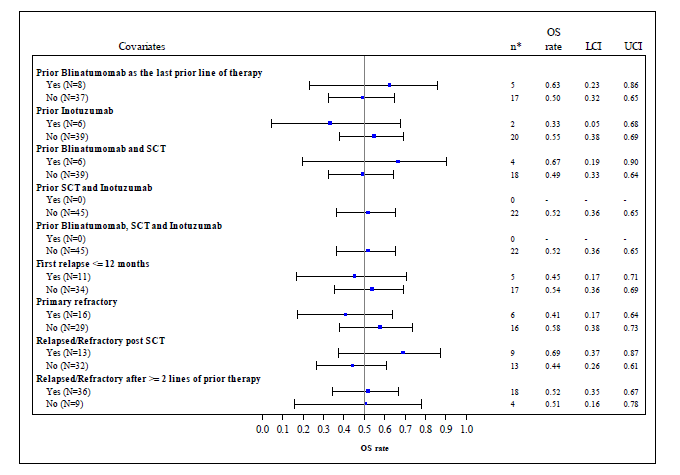 OS
Covariates n* rate LCI UCI
Prior Blinatumomab as the last prior line of therapy
Yes (N=8) 5 0.63 0.23 0.86
No (N=37) 17 0.50 0.32 0.65
Prior Inotuzumab
Yes (N=6) 2 0.33 0.05 0.68
No (N=39) 20 0.55 0.38 0.69
Prior Blinatumomab and SCT
Yes (N=6) 4 0.67 0.19 0.90
No (N=39) 18 0.49 0.33 0.64
Prior SCT and Inotuzumab
Yes (N=0) 0 - - -
No (N=45) 22 0.52 0.36 0.65
Prior Blinatumomab, SCT and Inotuzumab
Yes (N=0) 0 - - -
No (N=45) 22 0.52 0.36 0.65
First relapse <= 12 months
Yes (N=11) 5 0.45 0.17 0.71
No (N=34) 17 0.54 0.36 0.69
Primary refractory
Yes (N=16) 6 0.41 0.17 0.64
No (N=29) 16 0.58 0.38 0.73
Relapsed/Refractory post SCT
Yes (N=13) 9 0.69 0.37 0.87
No (N=32) 13 0.44 0.26 0.61
Relapsed/Refractory after >= 2 lines of prior therapy
Yes (N=36) 18 0.52 0.35 0.67
No (N=9) 4 0.51 0.16 0.78
0.0 0.1 0.2 0.3 0.4 0.5 0.6 0.7 0.8 0.9 1.0
OS rate